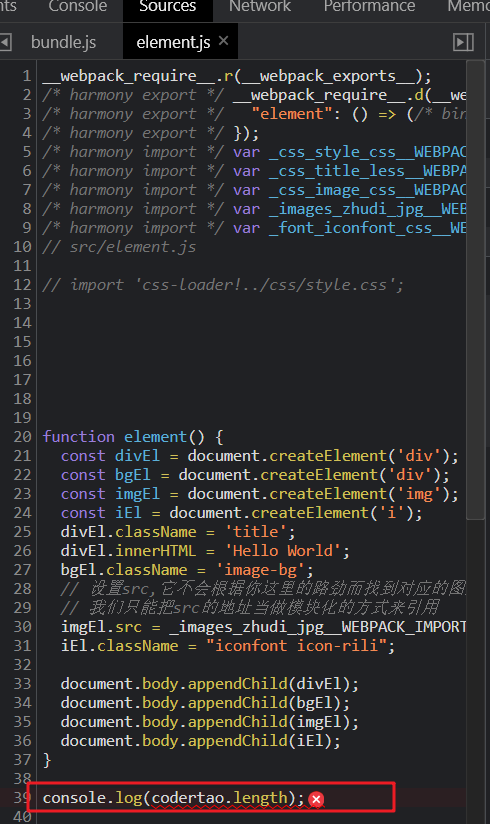 Console Sources Network Performance
bundle.js element.js ×
1 __webpack_require__.r(__webpack_exports__);
2 /* harmony export */ __webpack_require__.d(
3 /* harmony export */   "element": () => (/*
4 /* harmony export */ });
5 /* harmony import */ var _css_style_css__WEBPAC
6 /* harmony import */ var _css_title_less__WEBPA
7 /* harmony import */ var _css_image_css__WEBPAC
8 /* harmony import */ var _images_zhudi_jpg__WEB
9 /* harmony import */ var _font_iconfont_css__WE
10 // src/element.js
11
12 // import 'css-loader!../css/style.css';
13
14
15
16
17
18
19
20 function element() {
21   const divEl = document.createElement('div');
22   const bgEl = document.createElement('div');
23   const imgEl = document.createElement('img');
24   const iEl = document.createElement('i');
25   divEl.className = 'title';
26   divEl.innerHTML = 'Hello World';
27   bgEl.className = 'image-bg';
28   // 设置src,它不会根据你这里的路劲而找到对应的图
29   // 我们只能把src的地址当做模块化的方式来引用
30   imgEl.src = _images_zhudi_jpg__WEBPACK_IMPORT
31   iEl.className = "iconfont icon-rili";
32
33   document.body.appendChild(divEl);
34   document.body.appendChild(bgEl);
35   document.body.appendChild(imgEl);
36   document.body.appendChild(iEl);
37 }
38
39 console.log(codertao.length);
40